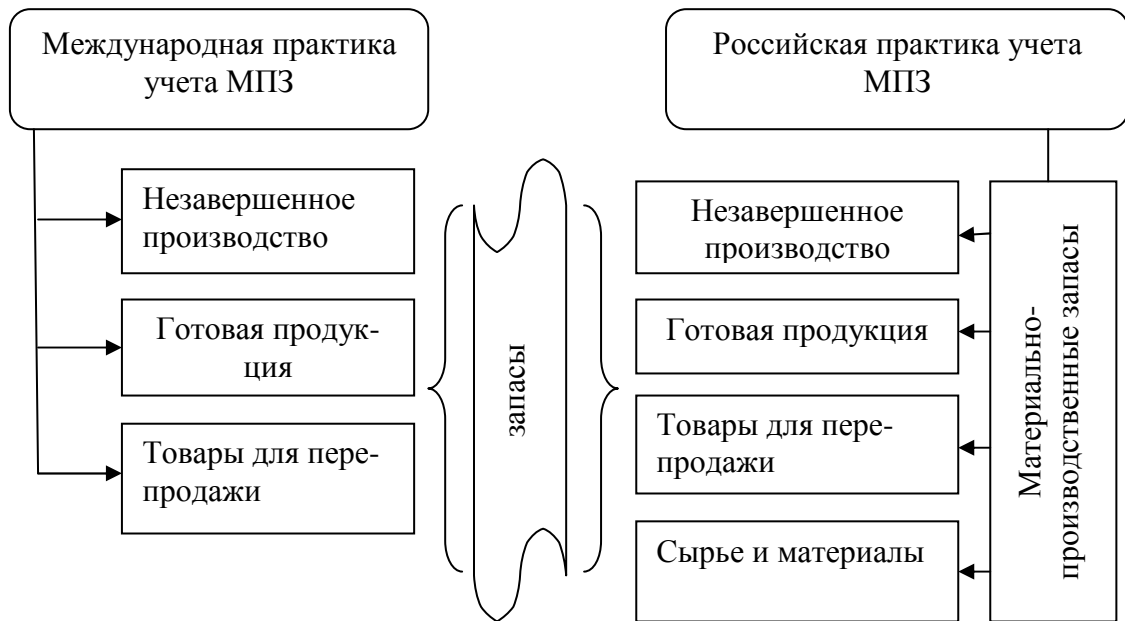 Международная практика
учета МПЗ
Российская практика учета
МПЗ
Незавершенное
производство
Готовая продук-
ция
Товары для пере-
продажи
запасы
Незавершенное
производство
Готовая продукция
Товары для пере-
продажи
Сырье и материалы
Материально-
производственные запасы